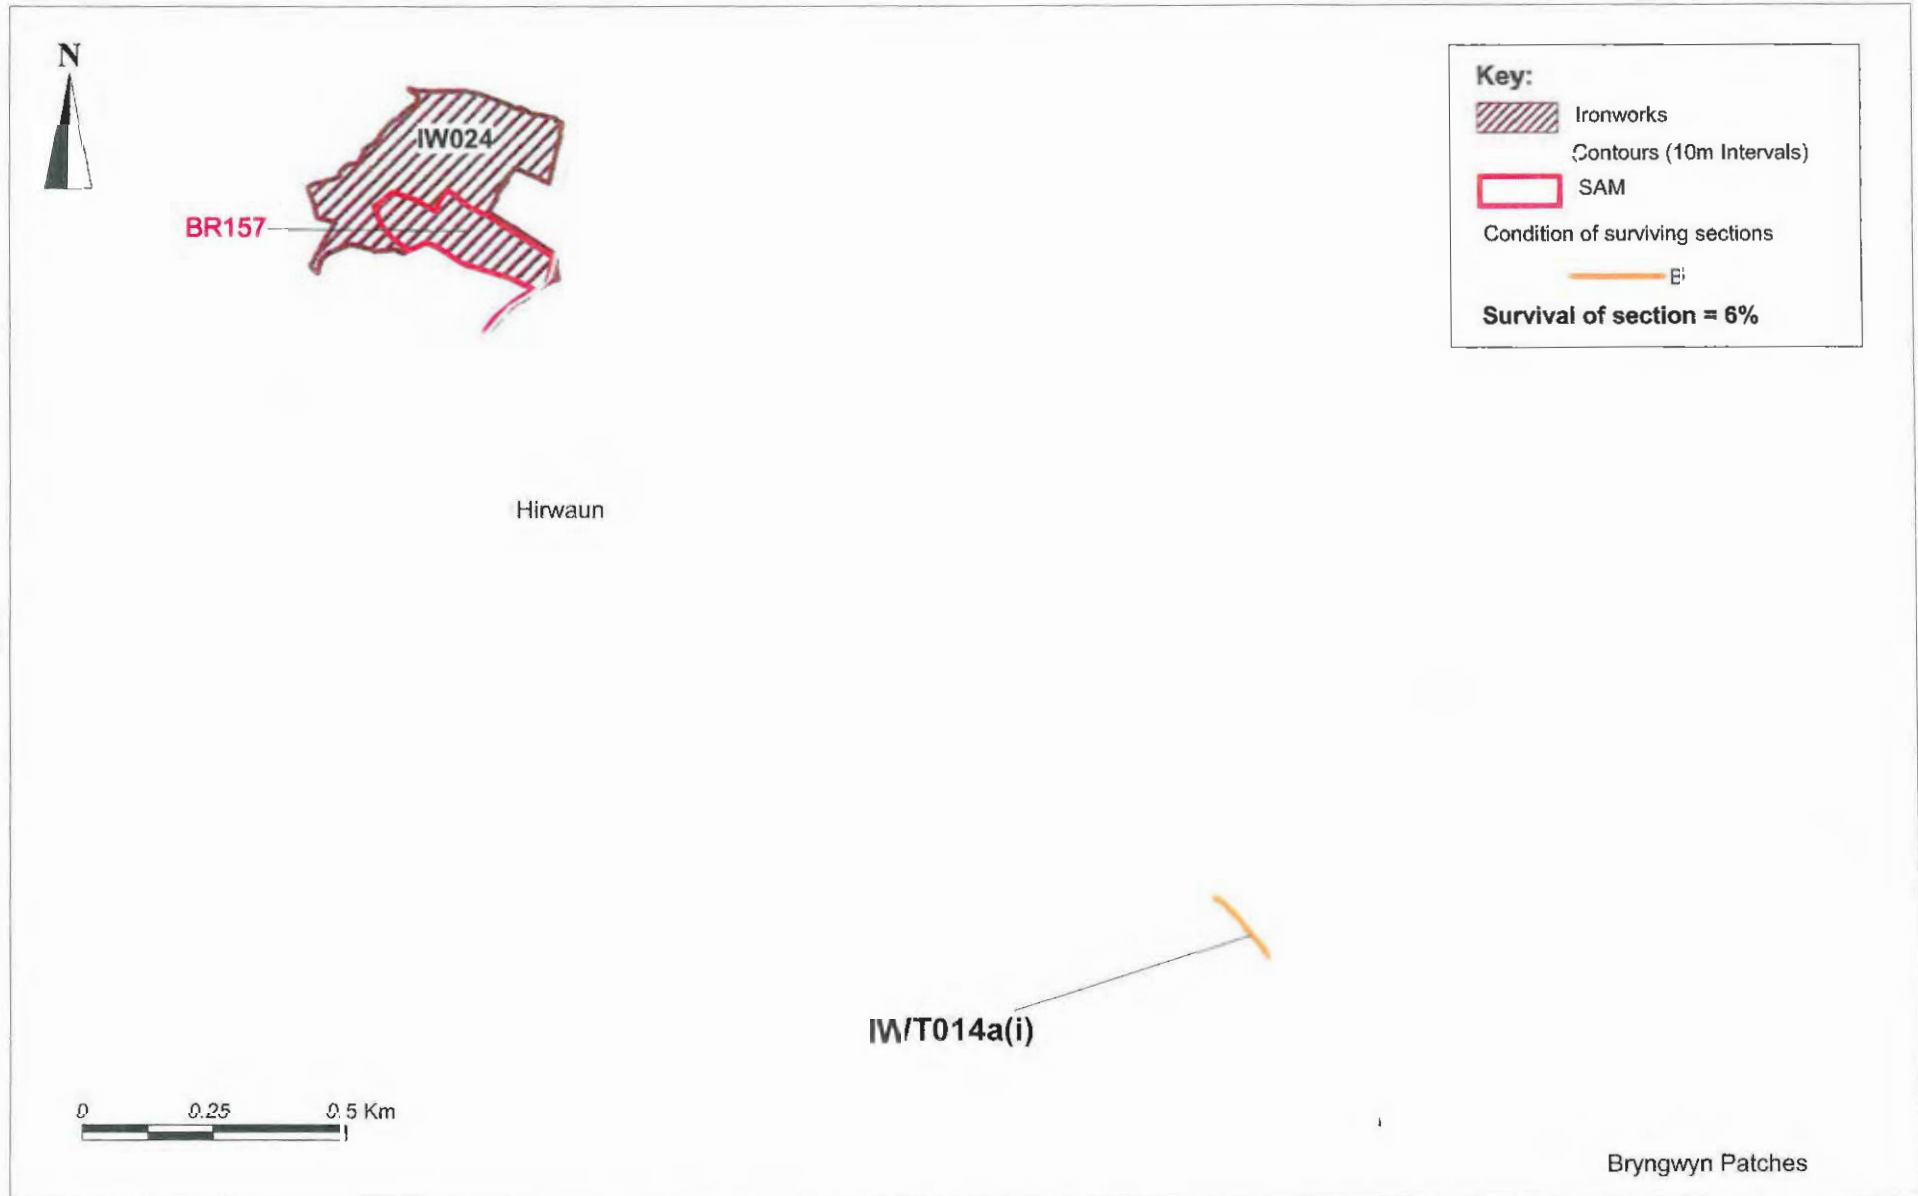 N
IW024
BR157
Key:
Ironworks
Contours (10m Intervals)
SAM
Condition of surviving sections
Survival of section = 6%
Hirwaun
IW/T014a(i)
0 0.25 0.5 Km
Bryngwyn Patches